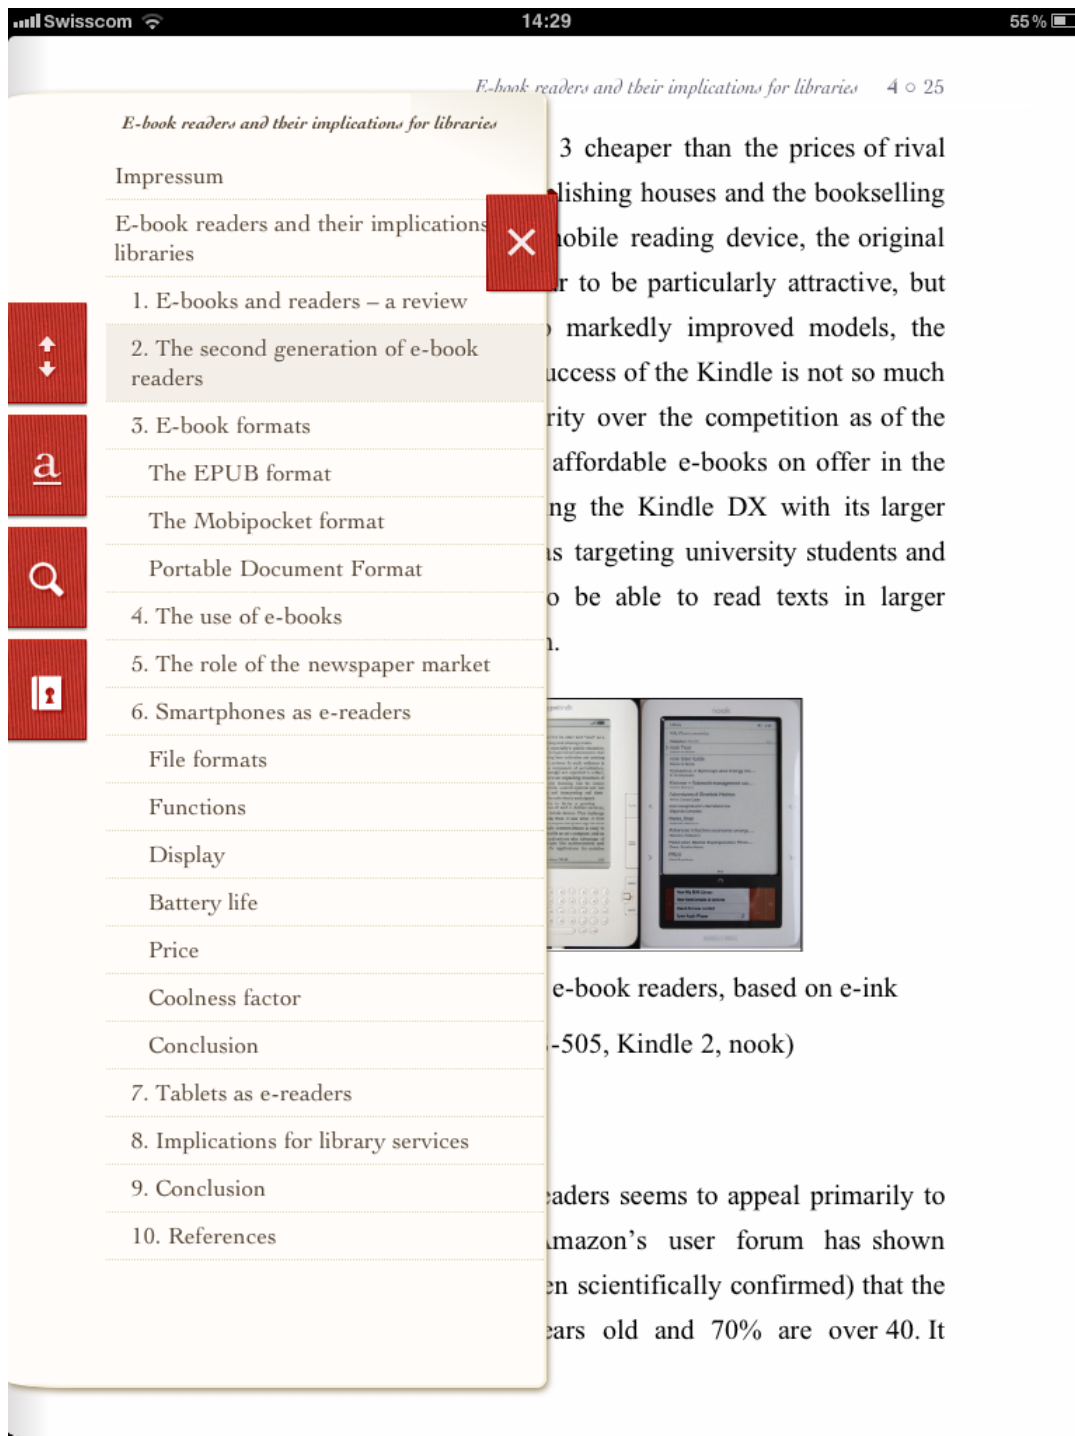 Swisscom 14:29 55 %
E-book readers and their implications for libraries 4 ○ 25
E-book readers and their implications for libraries
Impressum
E-book readers and their implications
libraries
1. E-books and readers – a review
2. The second generation of e-book
readers
3. E-book formats
The EPUB format
The Mobipocket format
Portable Document Format
4. The use of e-books
5. The role of the newspaper market
6. Smartphones as e-readers
File formats
Functions
Display
Battery life
Price
Coolness factor
Conclusion
7. Tablets as e-readers
8. Implications for library services
9. Conclusion
10. References
a
3 cheaper than the prices of rival
lishing houses and the bookselling
obile reading device, the original
r to be particularly attractive, but
markedly improved models, the
uccess of the Kindle is not so much
rity over the competition as of the
affordable e-books on offer in the
ng the Kindle DX with its larger
as targeting university students and
o be able to read texts in larger
n.
nook
e-book readers, based on e-ink
-505, Kindle 2, nook)
eaders seems to appeal primarily to
Amazon's user forum has shown
en scientifically confirmed) that the
ears old and 70% are over 40. It